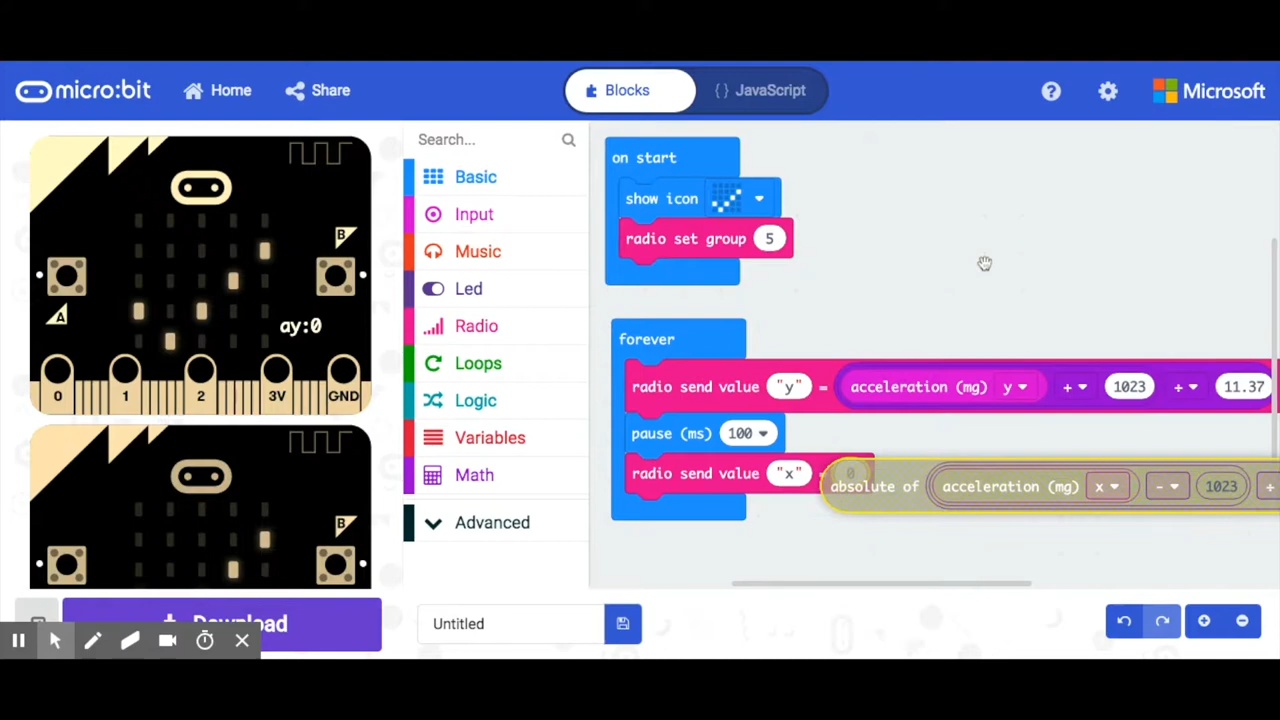 micro:bit
Home
Share
Blocks
{ } JavaScript
?
Microsoft
B
A
ay:0
0 1 2 3V GND
B
Search...
Basic
Input
Music
Led
Radio
Loops
Logic
Variables
Math
Advanced
on start
show icon
radio set group 5
forever
radio send value "y" = acceleration (mg) y + 1023 ÷ 11.37
pause (ms) 100
radio send value "x" = 0
absolute of acceleration (mg) x - 1023 ÷
Untitled